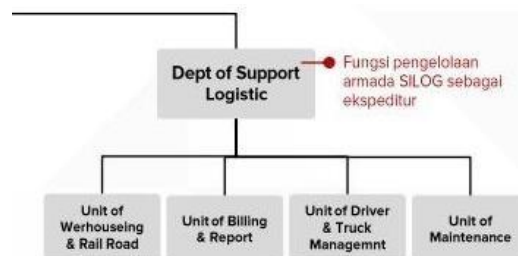 Dept of Support
Logistic
Fungsi pengelolaan
armada SILOG sebagai
ekspeditur
Unit of
Werhouseing
& Rail Road
Unit of Billing
& Report
Unit of Driver
& Truck
Managemnt
Unit of
Maintenance